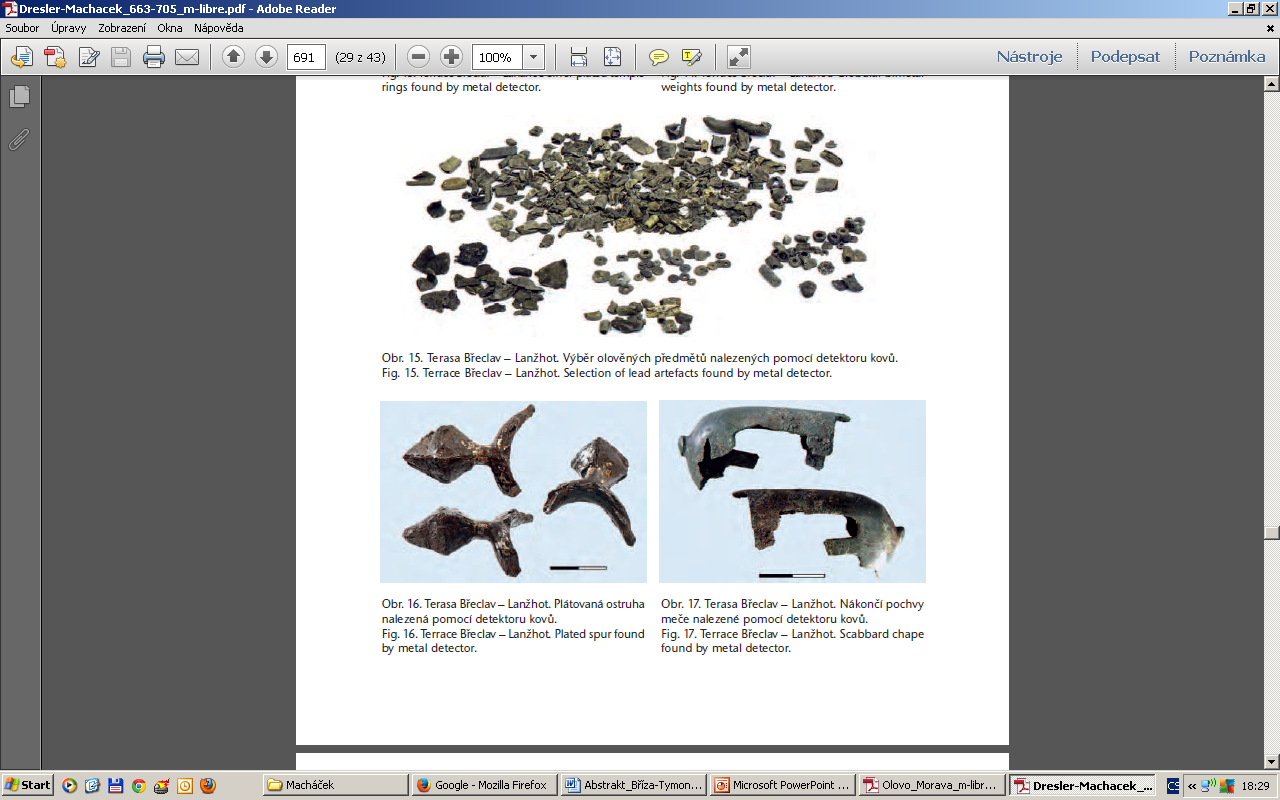 Dresler-Machacek_663-705_m-libre.pdf - Adobe Reader
Soubor Úpravy Zobrazení Okna Nápověda
691 (29 z 43) 100% Nástroje Podepsat Poznámka
rings found by metal detector.
weights found by metal detector.
Obr. 15. Terasa Břeclav – Lanžhot. Výběr olověných předmětů nalezených pomocí detektoru kovů.
Fig. 15. Terrace Břeclav – Lanžhot. Selection of lead artefacts found by metal detector.
Obr. 16. Terasa Břeclav – Lanžhot. Plátovaná ostruha
nalezená pomocí detektoru kovů.
Fig. 16. Terrace Břeclav – Lanžhot. Plated spur found
by metal detector.
Obr. 17. Terasa Břeclav – Lanžhot. Nákončí pochvy
meče nalezené pomocí detektoru kovů.
Fig. 17. Terrace Břeclav – Lanžhot. Scabbard chape
found by metal detector.
Start Macháček Google - Mozilla Firefox Abstrakt_Bříza-Tymon... Microsoft PowerPoint ... Olovo_Morava_m-libr... Dresler-Machacek_... CS 18:29